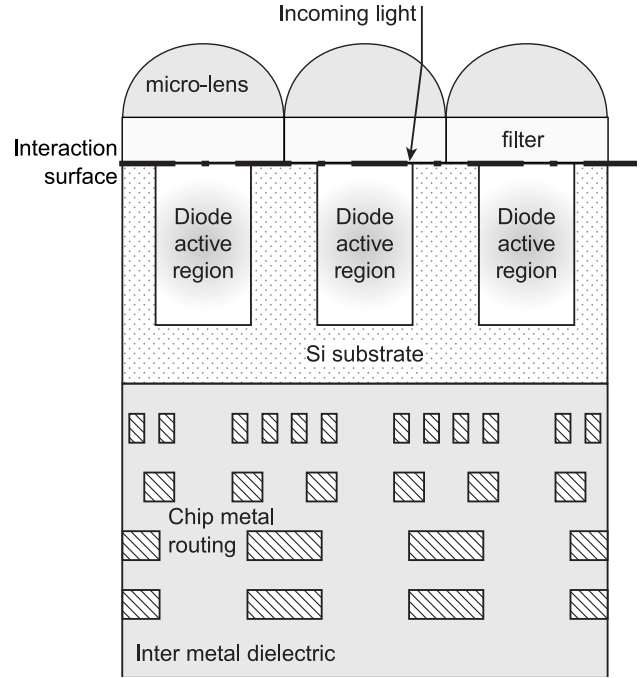 Incoming light
micro-lens
filter
Interaction
surface
Diode
active
region
Diode
active
region
Diode
active
region
Si substrate
Chip metal
routing
Inter metal dielectric